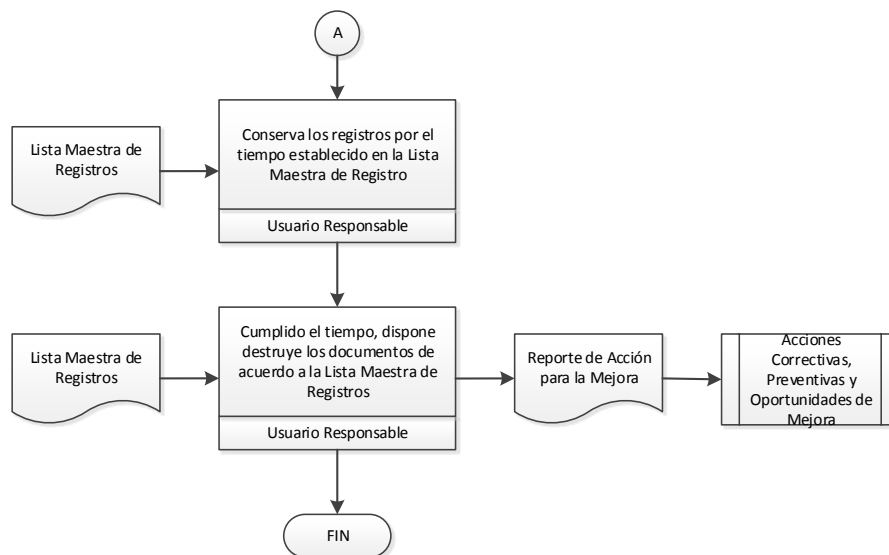 A
Lista Maestra de
Registros
Conserva los registros por el
tiempo establecido en la Lista
Maestra de Registro
Usuario Responsable
Lista Maestra de
Registros
Cumplido el tiempo, dispone
destruye los documentos de
acuerdo a la Lista Maestra de
Registros
Usuario Responsable
Reporte de Acción
para la Mejora
Acciones
Correctivas,
Preventivas y
Oportunidades de
Mejora
FIN